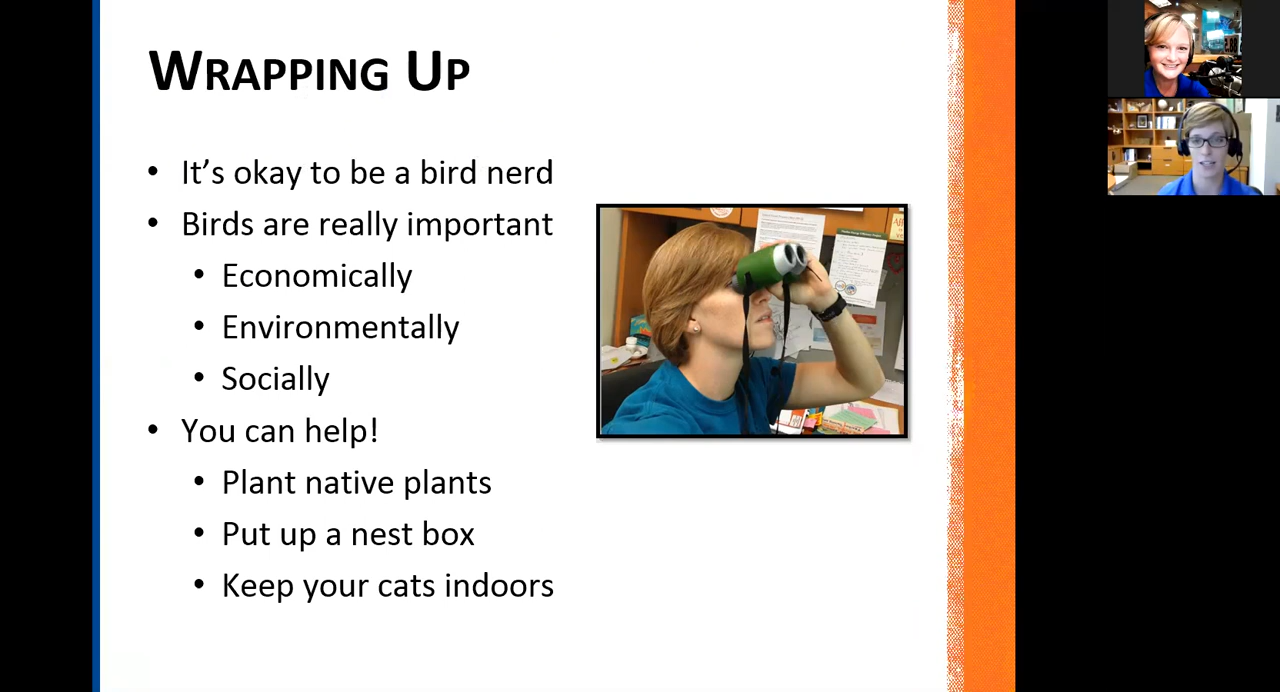 WRAPPING UP
• It's okay to be a bird nerd
• Birds are really important
• Economically
• Environmentally
• Socially
• You can help!
• Plant native plants
• Put up a nest box
• Keep your cats indoors